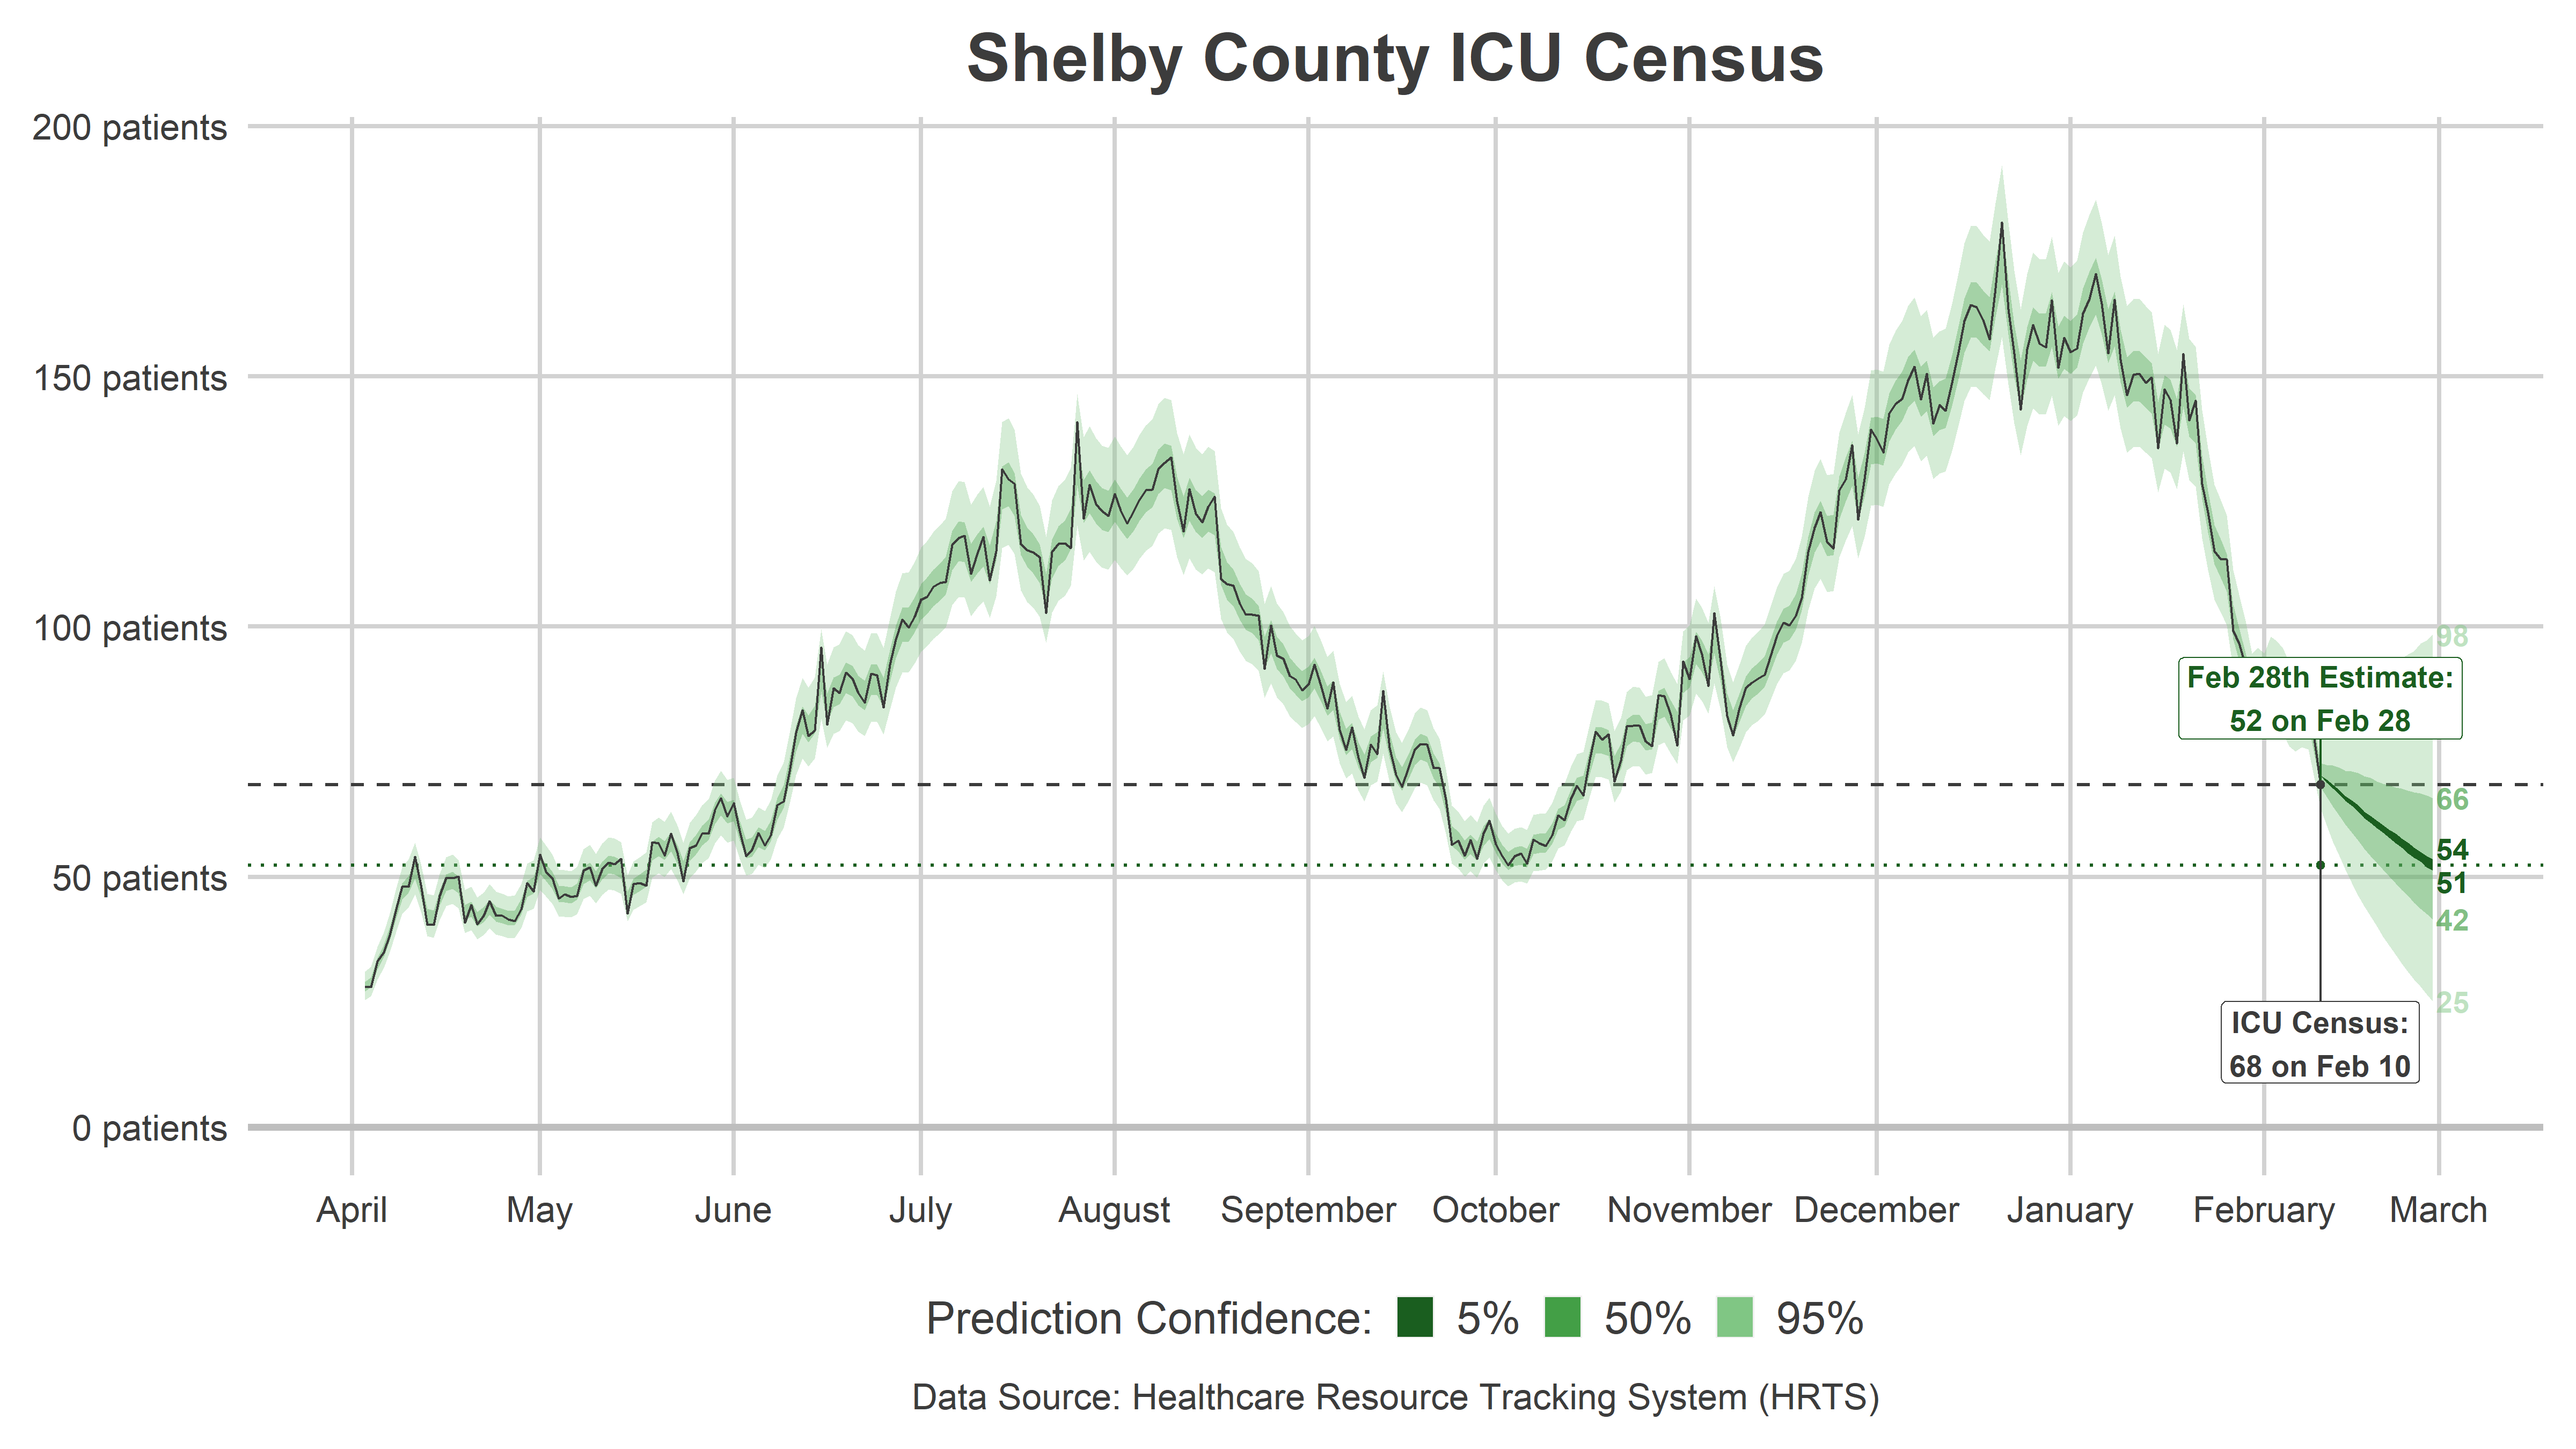 Shelby County ICU Census
200 patients
150 patients
100 patients
50 patients
0 patients
98
Feb 28th Estimate:
52 on Feb 28
66
54
51
42
25
ICU Census:
68 on Feb 10
April May June July August September October November December January February March
Prediction Confidence: 5% 50% 95%
Data Source: Healthcare Resource Tracking System (HRTS)